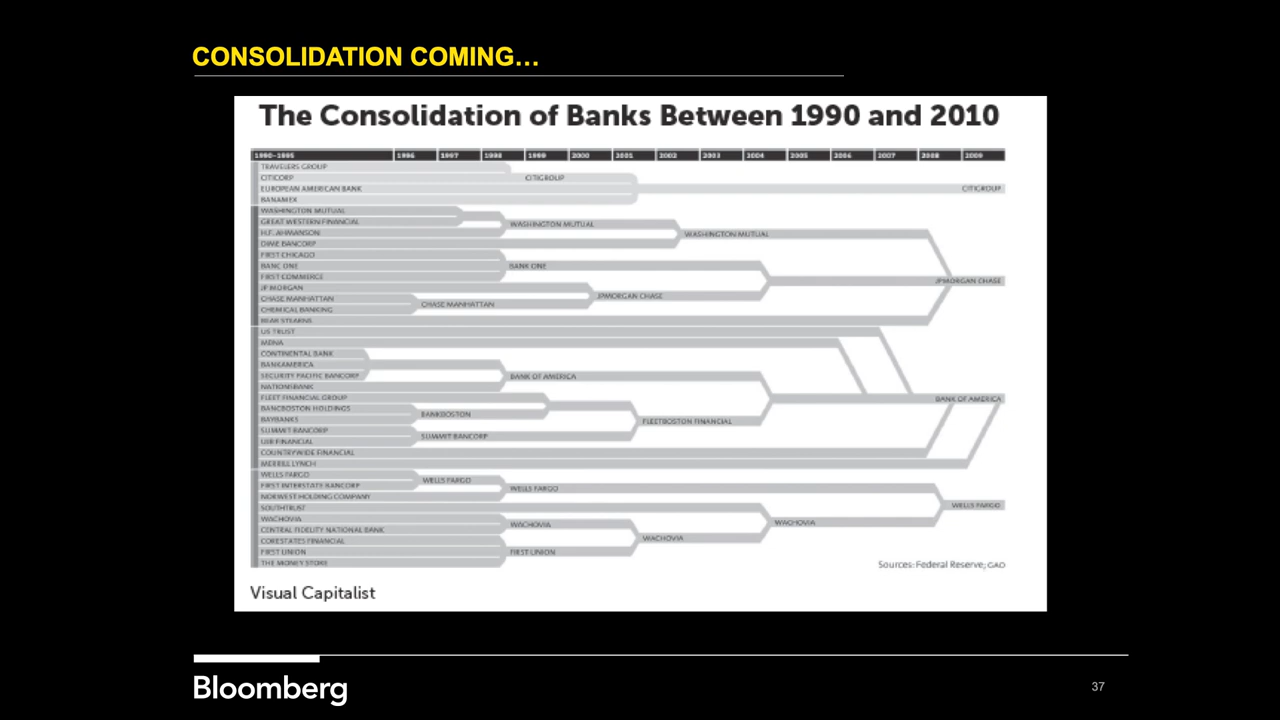 CONSOLIDATION COMING...
The Consolidation of Banks Between 1990 and 2010
1990-1995 1996 1997 1998 1999 2000 2001 2002 2003 2004 2005 2006 2007 2008 2009
TRAVELERS GROUP
CITICORP CITIGROUP
EUROPEAN AMERICAN BANK CITIGROUP
BANAMEX
WASHINGTON MUTUAL
GREAT WESTERN FINANCIAL WASHINGTON MUTUAL
H.F. AHMANSON WASHINGTON MUTUAL
DIME BANCORP
FIRST CHICAGO
BANC ONE BANK ONE
FIRST COMMERCE JPMORGAN CHASE
JP MORGAN
CHASE MANHATTAN JPMORGAN CHASE
CHEMICAL BANKING CHASE MANHATTAN
BEAR STEARNS
US TRUST
MBNA
CONTINENTAL BANK
BANKAMERICA
SECURITY PACIFIC BANCORP BANK OF AMERICA
NATIONSBANK
FLEET FINANCIAL GROUP BANK OF AMERICA
BANCBOSTON HOLDINGS
BAYBANKS BANKBOSTON FLEETBOSTON FINANCIAL
SUMMIT BANCORP
UJB FINANCIAL SUMMIT BANCORP
COUNTRYWIDE FINANCIAL
MERRILL LYNCH
WELLS FARGO
FIRST INTERSTATE BANCORP WELLS FARGO WELLS FARGO
NORWEST HOLDING COMPANY
SOUTHTRUST WELLS FARGO
WACHOVIA
CENTRAL FIDELITY NATIONAL BANK WACHOVIA WACHOVIA
CORESTATES FINANCIAL WACHOVIA
FIRST UNION FIRST UNION
THE MONEY STORE
Sources: Federal Reserve, GAO
Visual Capitalist
Bloomberg
37